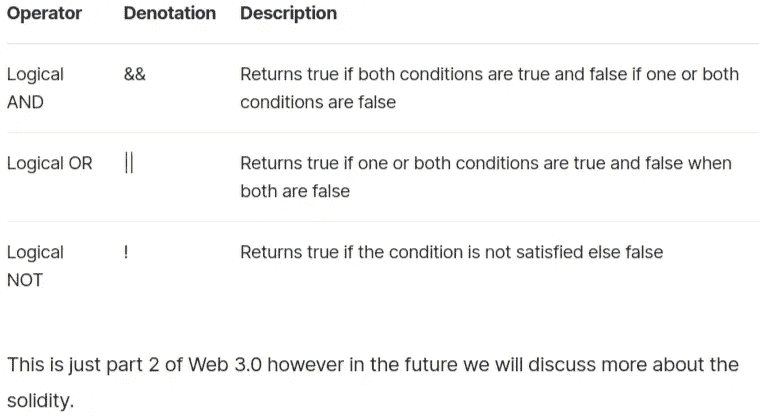 Operator Denotation Description
Logical AND && Returns true if both conditions are true and false if one or both conditions are false
Logical OR || Returns true if one or both conditions are true and false when both are false
Logical NOT ! Returns true if the condition is not satisfied else false
This is just part 2 of Web 3.0 however in the future we will discuss more about the
solidity.